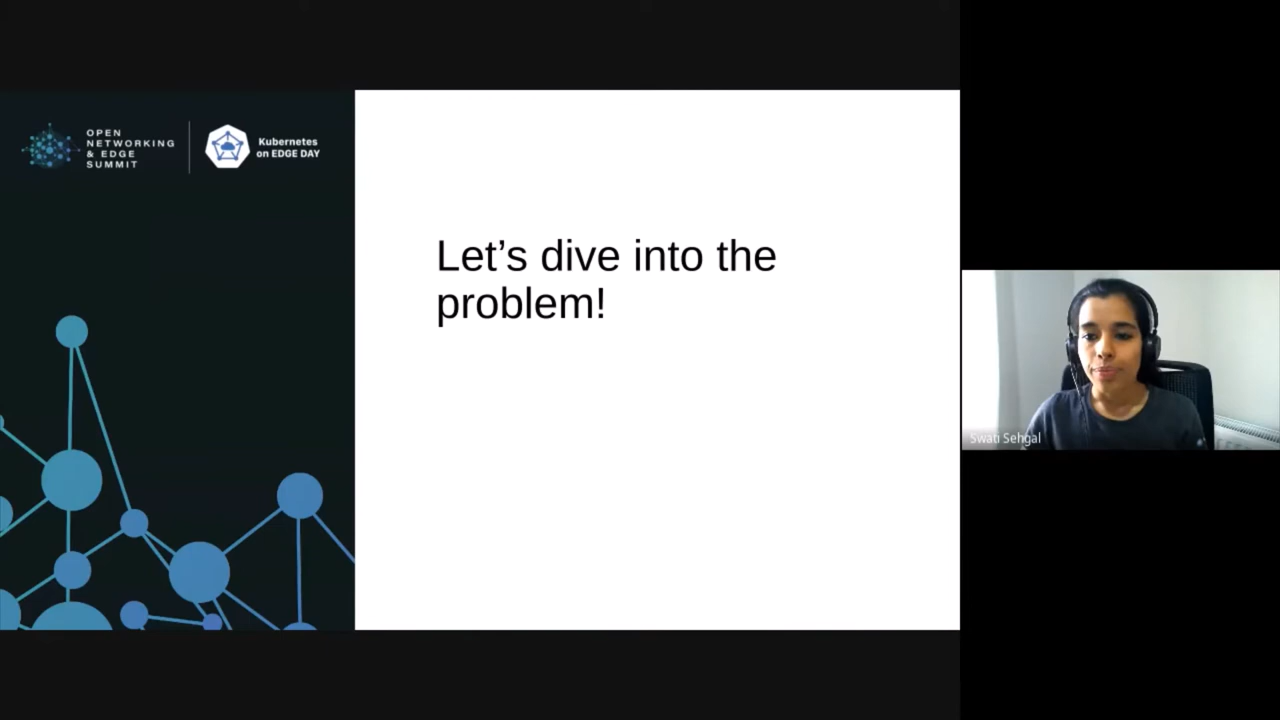 OPEN
NETWORKING
& EDGE
SUMMIT
Kubernetes
on EDGE DAY
Let’s dive into the
problem!
Swati Sehgal